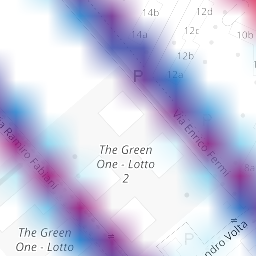 14b
12d
14a
12c
10b
12b
P
12a
Via Enrico Fermi
The Green
One - Lotto
2
The Green
One - Lotto
P
ndro Volta